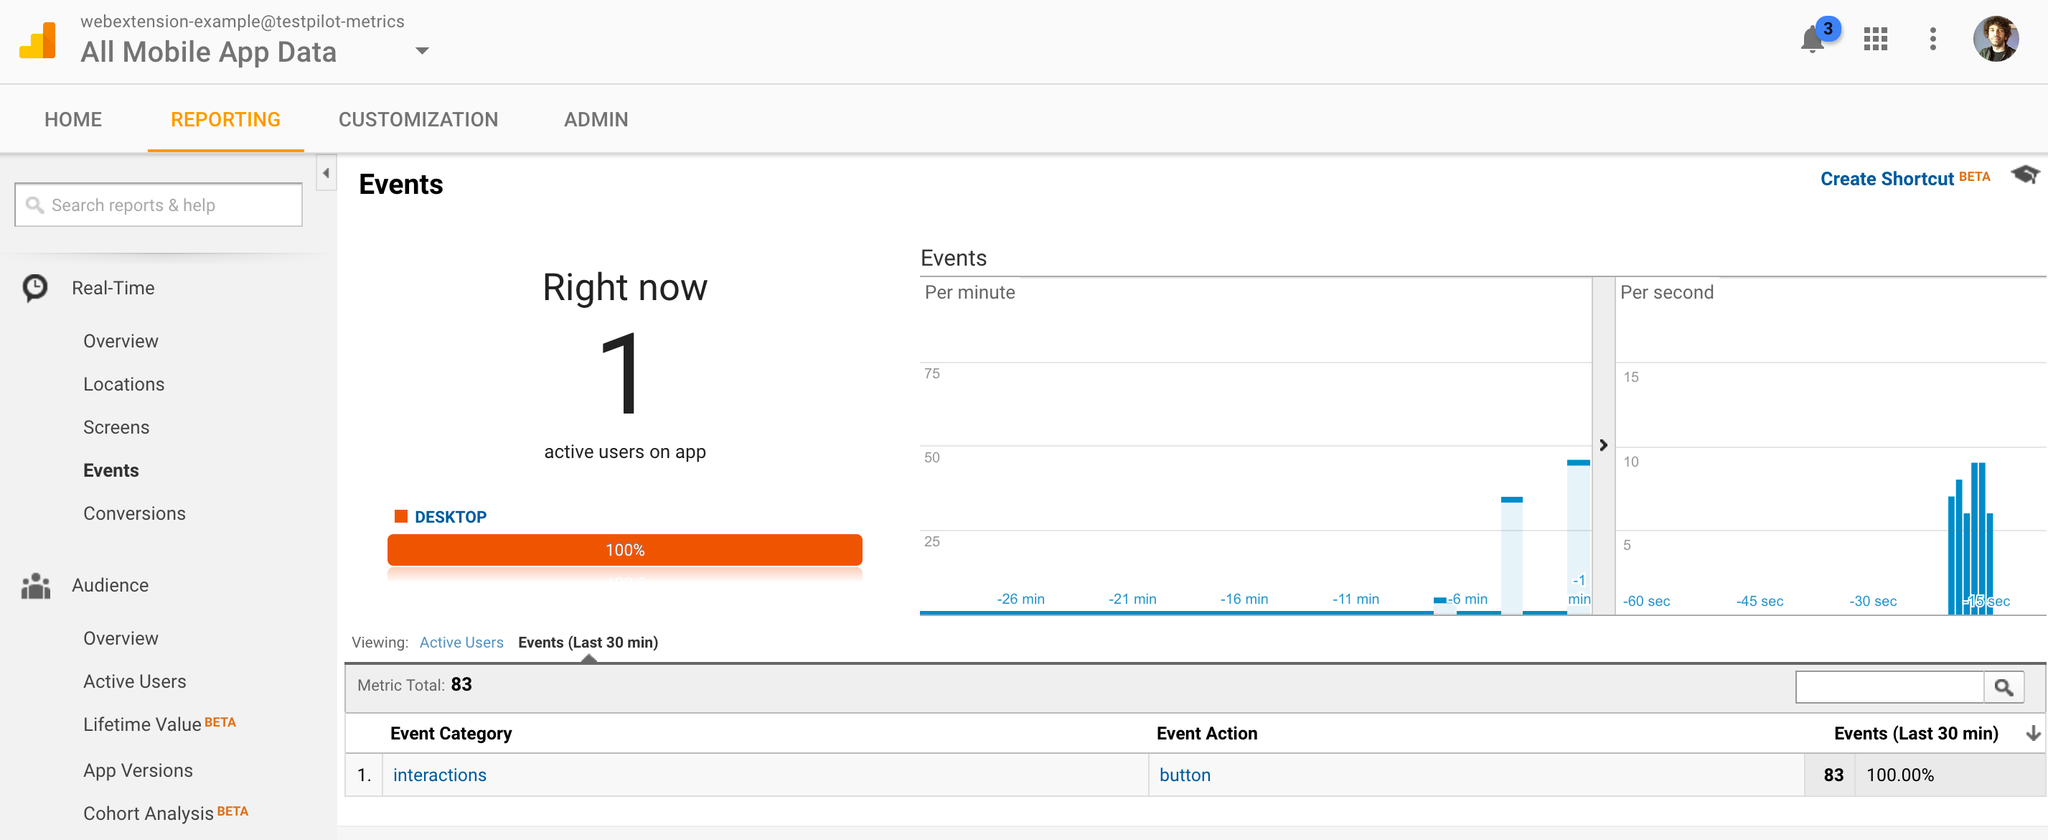 webextension-example@testpilot-metrics
All Mobile App Data
3
HOME
REPORTING
CUSTOMIZATION
ADMIN
Search reports & help
Real-Time
Overview
Locations
Screens
Events
Conversions
Audience
Overview
Active Users
Lifetime Value BETA
App Versions
Cohort Analysis BETA
Events
Create Shortcut BETA
Right now
1
active users on app
DESKTOP
100%
Events
Per minute
75
50
25
-26 min
-21 min
-16 min
-11 min
-6 min
-1
min
Per second
15
10
5
-60 sec
-45 sec
-30 sec
-15 sec
Viewing: Active Users Events (Last 30 min)
Metric Total: 83
Event Category Event Action Events (Last 30 min)
1. interactions button 83 100.00%